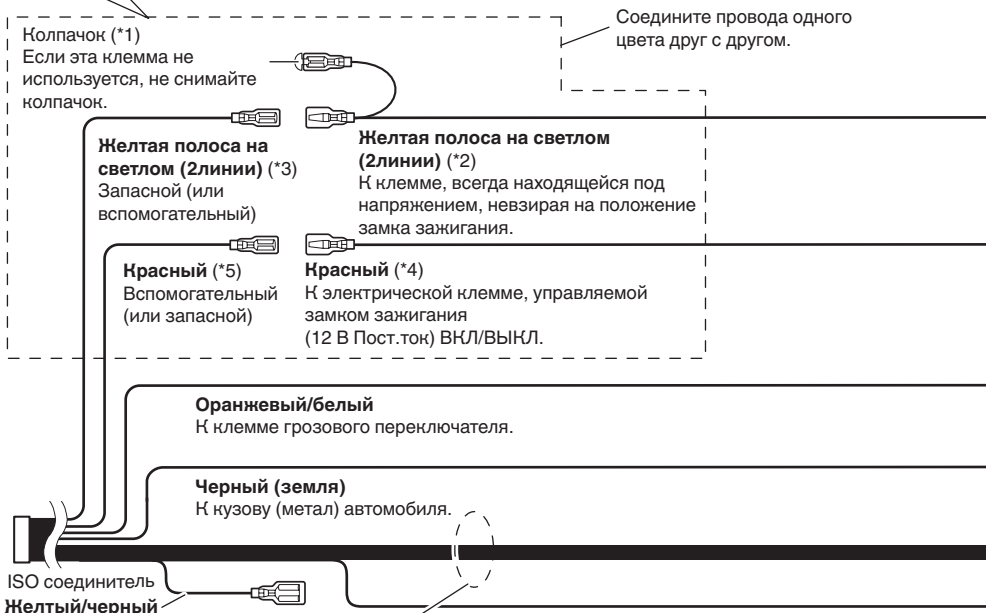 Колпачок (*1)
Если эта клемма не
используется, не снимайте
колпачок.
Соедините провода одного
цвета друг с другом.
Желтая полоса на
светлом (2линии) (*3)
Запасной (или
вспомогательный)
Желтая полоса на светлом
(2линии) (*2)
К клемме, всегда находящейся под
напряжением, невзирая на положение
замка зажигания.
Красный (*5)
Вспомогательный
(или запасной)
Красный (*4)
К электрической клемме, управляемой
замком зажигания
(12 В Пост.ток) ВКЛ/ВЫКЛ.
Оранжевый/белый
К клемме грозового переключателя.
Черный (земля)
К кузову (метал) автомобиля.
ISO соединитель
Желтый/черный